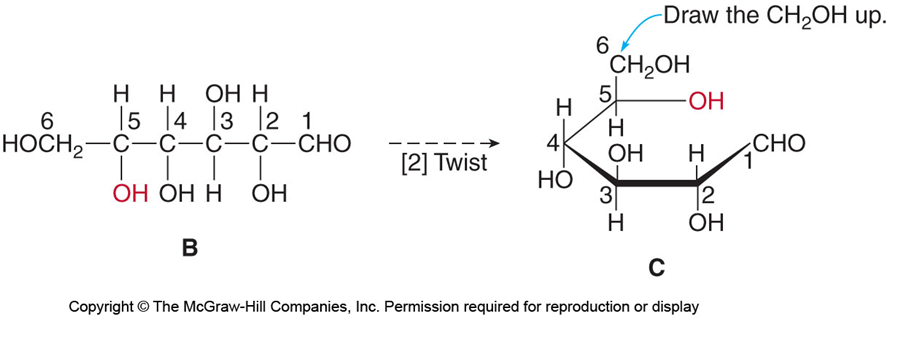 Draw the CH₂OH up.
6
CH₂OH
H H OH H
H 5 OH
6 5 4 3 2 1
H
HOCH₂—C—C—C—C—CHO
[2] Twist
4 OH H CHO
1
OH OH H OH
HO
3 2
H OH
B
C
Copyright © The McGraw-Hill Companies, Inc. Permission required for reproduction or display